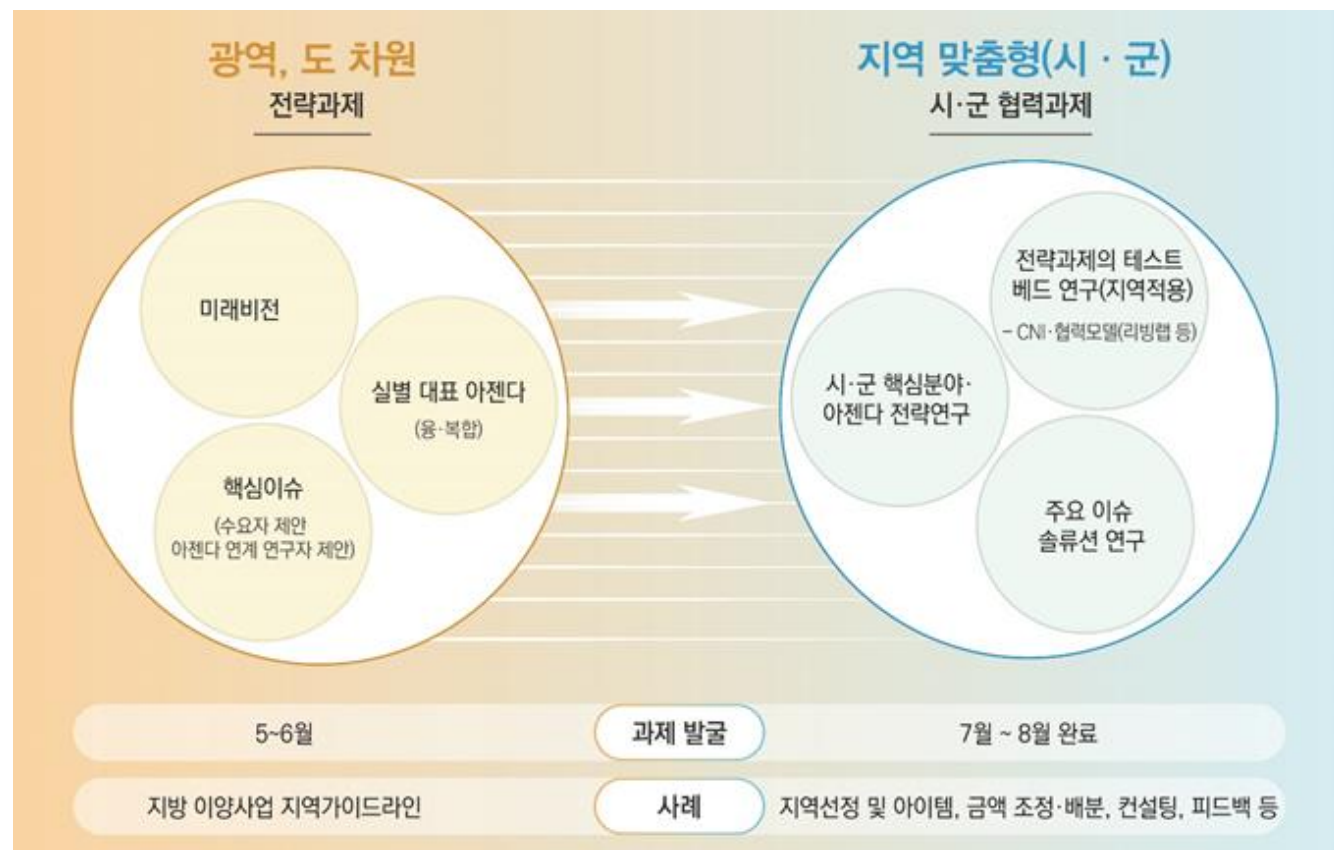 광역, 도 차원
전략과제
미래비전
실별 대표 아젠다
(융·복합)
핵심이슈
(수요자 제안
아젠다 연계 연구자 제안)
지역 맞춤형(시 · 군)
시·군 협력과제
전략과제의 테스트
베드 연구(지역적용)
– CNI·협력모델(리빙랩 등)
시·군 핵심분야·
아젠다 전략연구
주요 이슈
솔류션 연구
5~6월
과제 발굴
7월 ~ 8월 완료
지방 이양사업 지역가이드라인
사례
지역선정 및 아이템, 금액 조정·배분, 컨설팅, 피드백 등